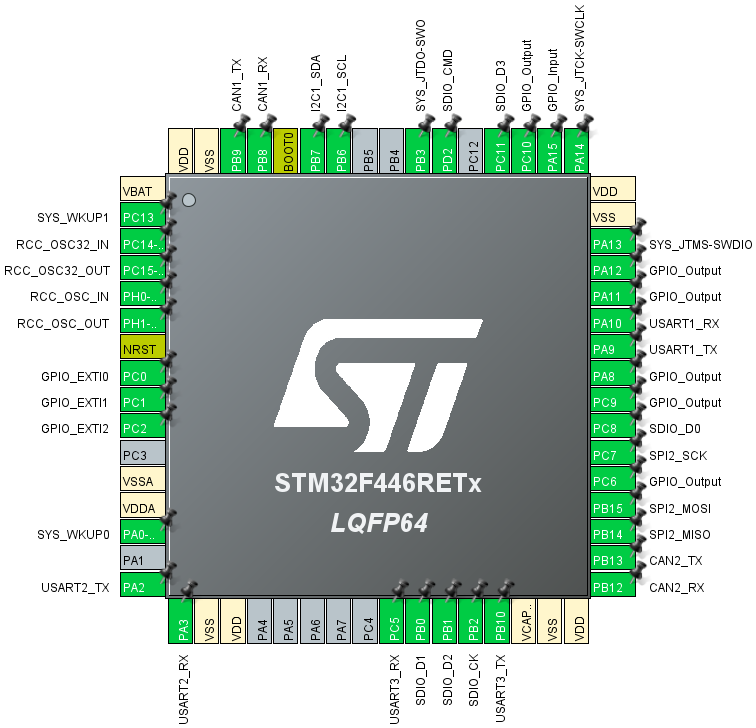 CAN1_TX
CAN1_RX
I2C1_SDA
I2C1_SCL
SYS_JTDO-SWO
SDIO_CMD
SDIO_D3
GPIO_Output
GPIO_Input
SYS_JTCK-SWCLK
VDD
VSS
PB9
PB8
BOOT0
PB7
PB6
PB5
PB4
PB3
PD2
PC12
PC11
PC10
PA15
PA14
VBAT
SYS_WKUP1 PC13
RCC_OSC32_IN PC14-..
RCC_OSC32_OUT PC15-..
RCC_OSC_IN PH0-..
RCC_OSC_OUT PH1-..
NRST
GPIO_EXTI0 PC0
GPIO_EXTI1 PC1
GPIO_EXTI2 PC2
PC3
VSSA
VDDA
SYS_WKUP0 PA0-..
PA1
USART2_TX PA2
ST
STM32F446RETx
LQFP64
VDD
VSS
PA13 SYS_JTMS-SWDIO
PA12 GPIO_Output
PA11 GPIO_Output
PA10 USART1_RX
PA9 USART1_TX
PA8 GPIO_Output
PC9 GPIO_Output
PC8 SDIO_D0
PC7 SPI2_SCK
PC6 GPIO_Output
PB15 SPI2_MOSI
PB14 SPI2_MISO
PB13 CAN2_TX
PB12 CAN2_RX
PA3
VSS
VDD
PA4
PA5
PA6
PA7
PC4
PC5
PB0
PB1
PB2
PB10
VCAP..
VSS
VDD
USART2_RX
USART3_RX
SDIO_D1
SDIO_D2
SDIO_CK
USART3_TX